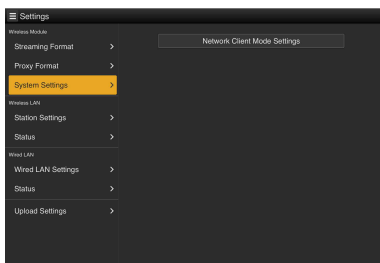 Settings
Wireless Module
Streaming Format
Network Client Mode Settings
Proxy Format
System Settings
Wireless LAN
Station Settings
Status
Wired LAN
Wired LAN Settings
Status
Upload Settings